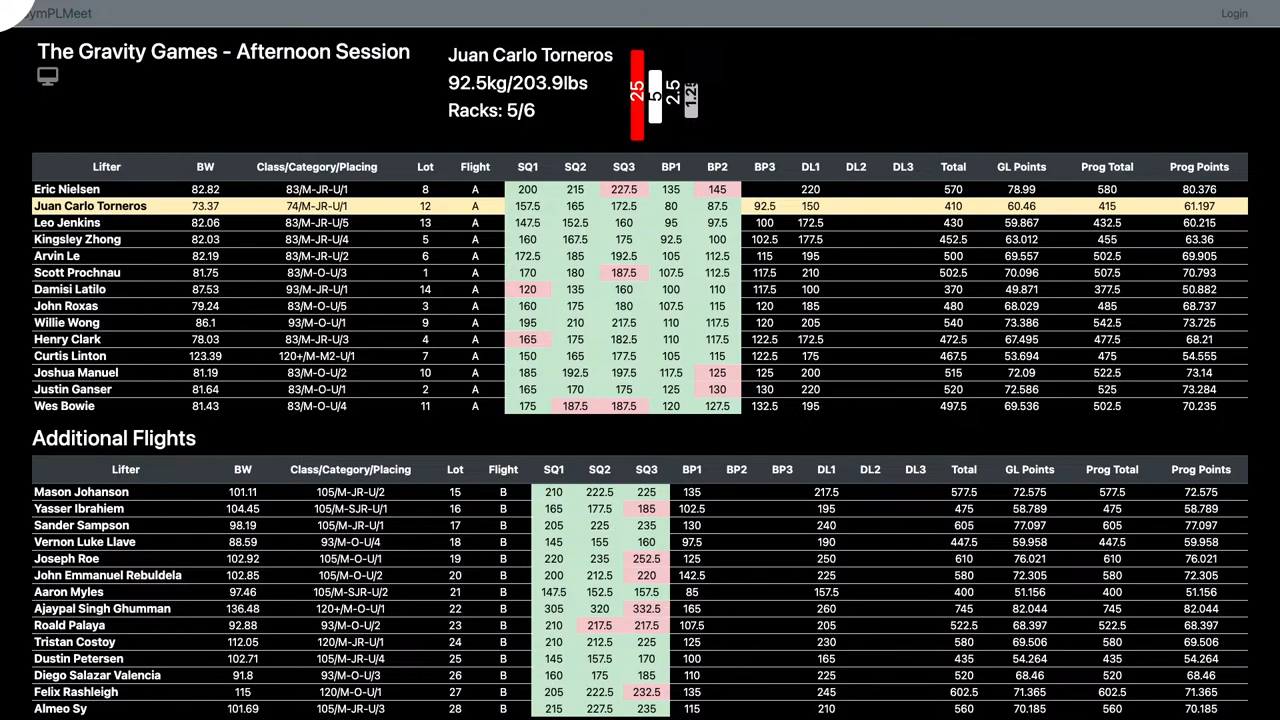 ymPLMeet Login
The Gravity Games - Afternoon Session
Juan Carlo Torneros
92.5kg/203.9lbs
Racks: 5/6
25 5 2.5 1.25
Lifter BW Class/Category/Placing Lot Flight SQ1 SQ2 SQ3 BP1 BP2 BP3 DL1 DL2 DL3 Total GL Points Prog Total Prog Points
Eric Nielsen 82.82 83/M-JR-U/1 8 A 200 215 227.5 135 145 220 570 78.99 580 80.376
Juan Carlo Torneros 73.37 74/M-JR-U/1 12 A 157.5 165 172.5 80 87.5 92.5 150 410 60.46 415 61.197
Leo Jenkins 82.06 83/M-JR-U/5 13 A 147.5 152.5 160 95 97.5 100 172.5 430 59.867 432.5 60.215
Kingsley Zhong 82.03 83/M-JR-U/4 5 A 160 167.5 175 92.5 100 102.5 177.5 452.5 63.012 455 63.36
Arvin Le 82.19 83/M-JR-U/2 6 A 172.5 185 192.5 105 112.5 115 195 500 69.557 502.5 69.905
Scott Prochnau 81.75 83/M-O-U/3 1 A 170 180 187.5 107.5 112.5 117.5 210 502.5 70.096 507.5 70.793
Damisi Latilo 87.53 93/M-JR-U/1 14 A 120 135 160 100 110 117.5 100 370 49.871 377.5 50.882
John Roxas 79.24 83/M-O-U/5 3 A 160 175 180 107.5 115 120 185 480 68.029 485 68.737
Willie Wong 86.1 93/M-O-U/1 9 A 195 210 217.5 110 117.5 120 205 540 73.386 542.5 73.725
Henry Clark 78.03 83/M-JR-U/3 4 A 165 175 182.5 110 117.5 122.5 172.5 472.5 67.495 477.5 68.21
Curtis Linton 123.39 120+/M-M2-U/1 7 A 150 165 177.5 105 115 122.5 175 467.5 53.694 475 54.555
Joshua Manuel 81.19 83/M-O-U/2 10 A 185 192.5 197.5 117.5 125 125 200 515 72.09 522.5 73.14
Justin Ganser 81.64 83/M-O-U/1 2 A 165 170 175 125 130 130 220 520 72.586 525 73.284
Wes Bowie 81.43 83/M-O-U/4 11 A 175 187.5 187.5 120 127.5 132.5 195 497.5 69.536 502.5 70.235
Additional Flights
Lifter BW Class/Category/Placing Lot Flight SQ1 SQ2 SQ3 BP1 BP2 BP3 DL1 DL2 DL3 Total GL Points Prog Total Prog Points
Mason Johanson 101.11 105/M-JR-U/2 15 B 210 222.5 225 135 217.5 577.5 72.575 577.5 72.575
Yasser Ibrahiem 104.45 105/M-SJR-U/1 16 B 165 177.5 185 102.5 195 475 58.789 475 58.789
Sander Sampson 98.19 105/M-JR-U/1 17 B 205 225 235 130 240 605 77.097 605 77.097
Vernon Luke Llave 88.59 93/M-O-U/4 18 B 145 155 160 97.5 190 447.5 59.958 447.5 59.958
Joseph Roe 102.92 105/M-O-U/1 19 B 220 235 252.5 125 250 610 76.021 610 76.021
John Emmanuel Rebuldela 102.85 105/M-O-U/2 20 B 200 212.5 220 142.5 225 580 72.305 580 72.305
Aaron Myles 97.46 105/M-SJR-U/2 21 B 147.5 152.5 157.5 85 157.5 400 51.156 400 51.156
Ajaypal Singh Ghumman 136.48 120+/M-O-U/1 22 B 305 320 332.5 165 260 745 82.044 745 82.044
Roald Palaya 92.88 93/M-O-U/2 23 B 210 217.5 217.5 107.5 205 522.5 68.397 522.5 68.397
Tristan Costoy 112.05 120/M-JR-U/1 24 B 210 212.5 225 125 230 580 69.506 580 69.506
Dustin Petersen 102.71 105/M-JR-U/4 25 B 145 157.5 170 100 165 435 54.264 435 54.264
Diego Salazar Valencia 91.8 93/M-O-U/3 26 B 160 175 185 110 225 520 68.46 520 68.46
Felix Rashleigh 115 120/M-O-U/1 27 B 205 222.5 232.5 135 245 602.5 71.365 602.5 71.365
Almeo Sy 101.69 105/M-JR-U/3 28 B 215 227.5 235 115 210 560 70.185 560 70.185